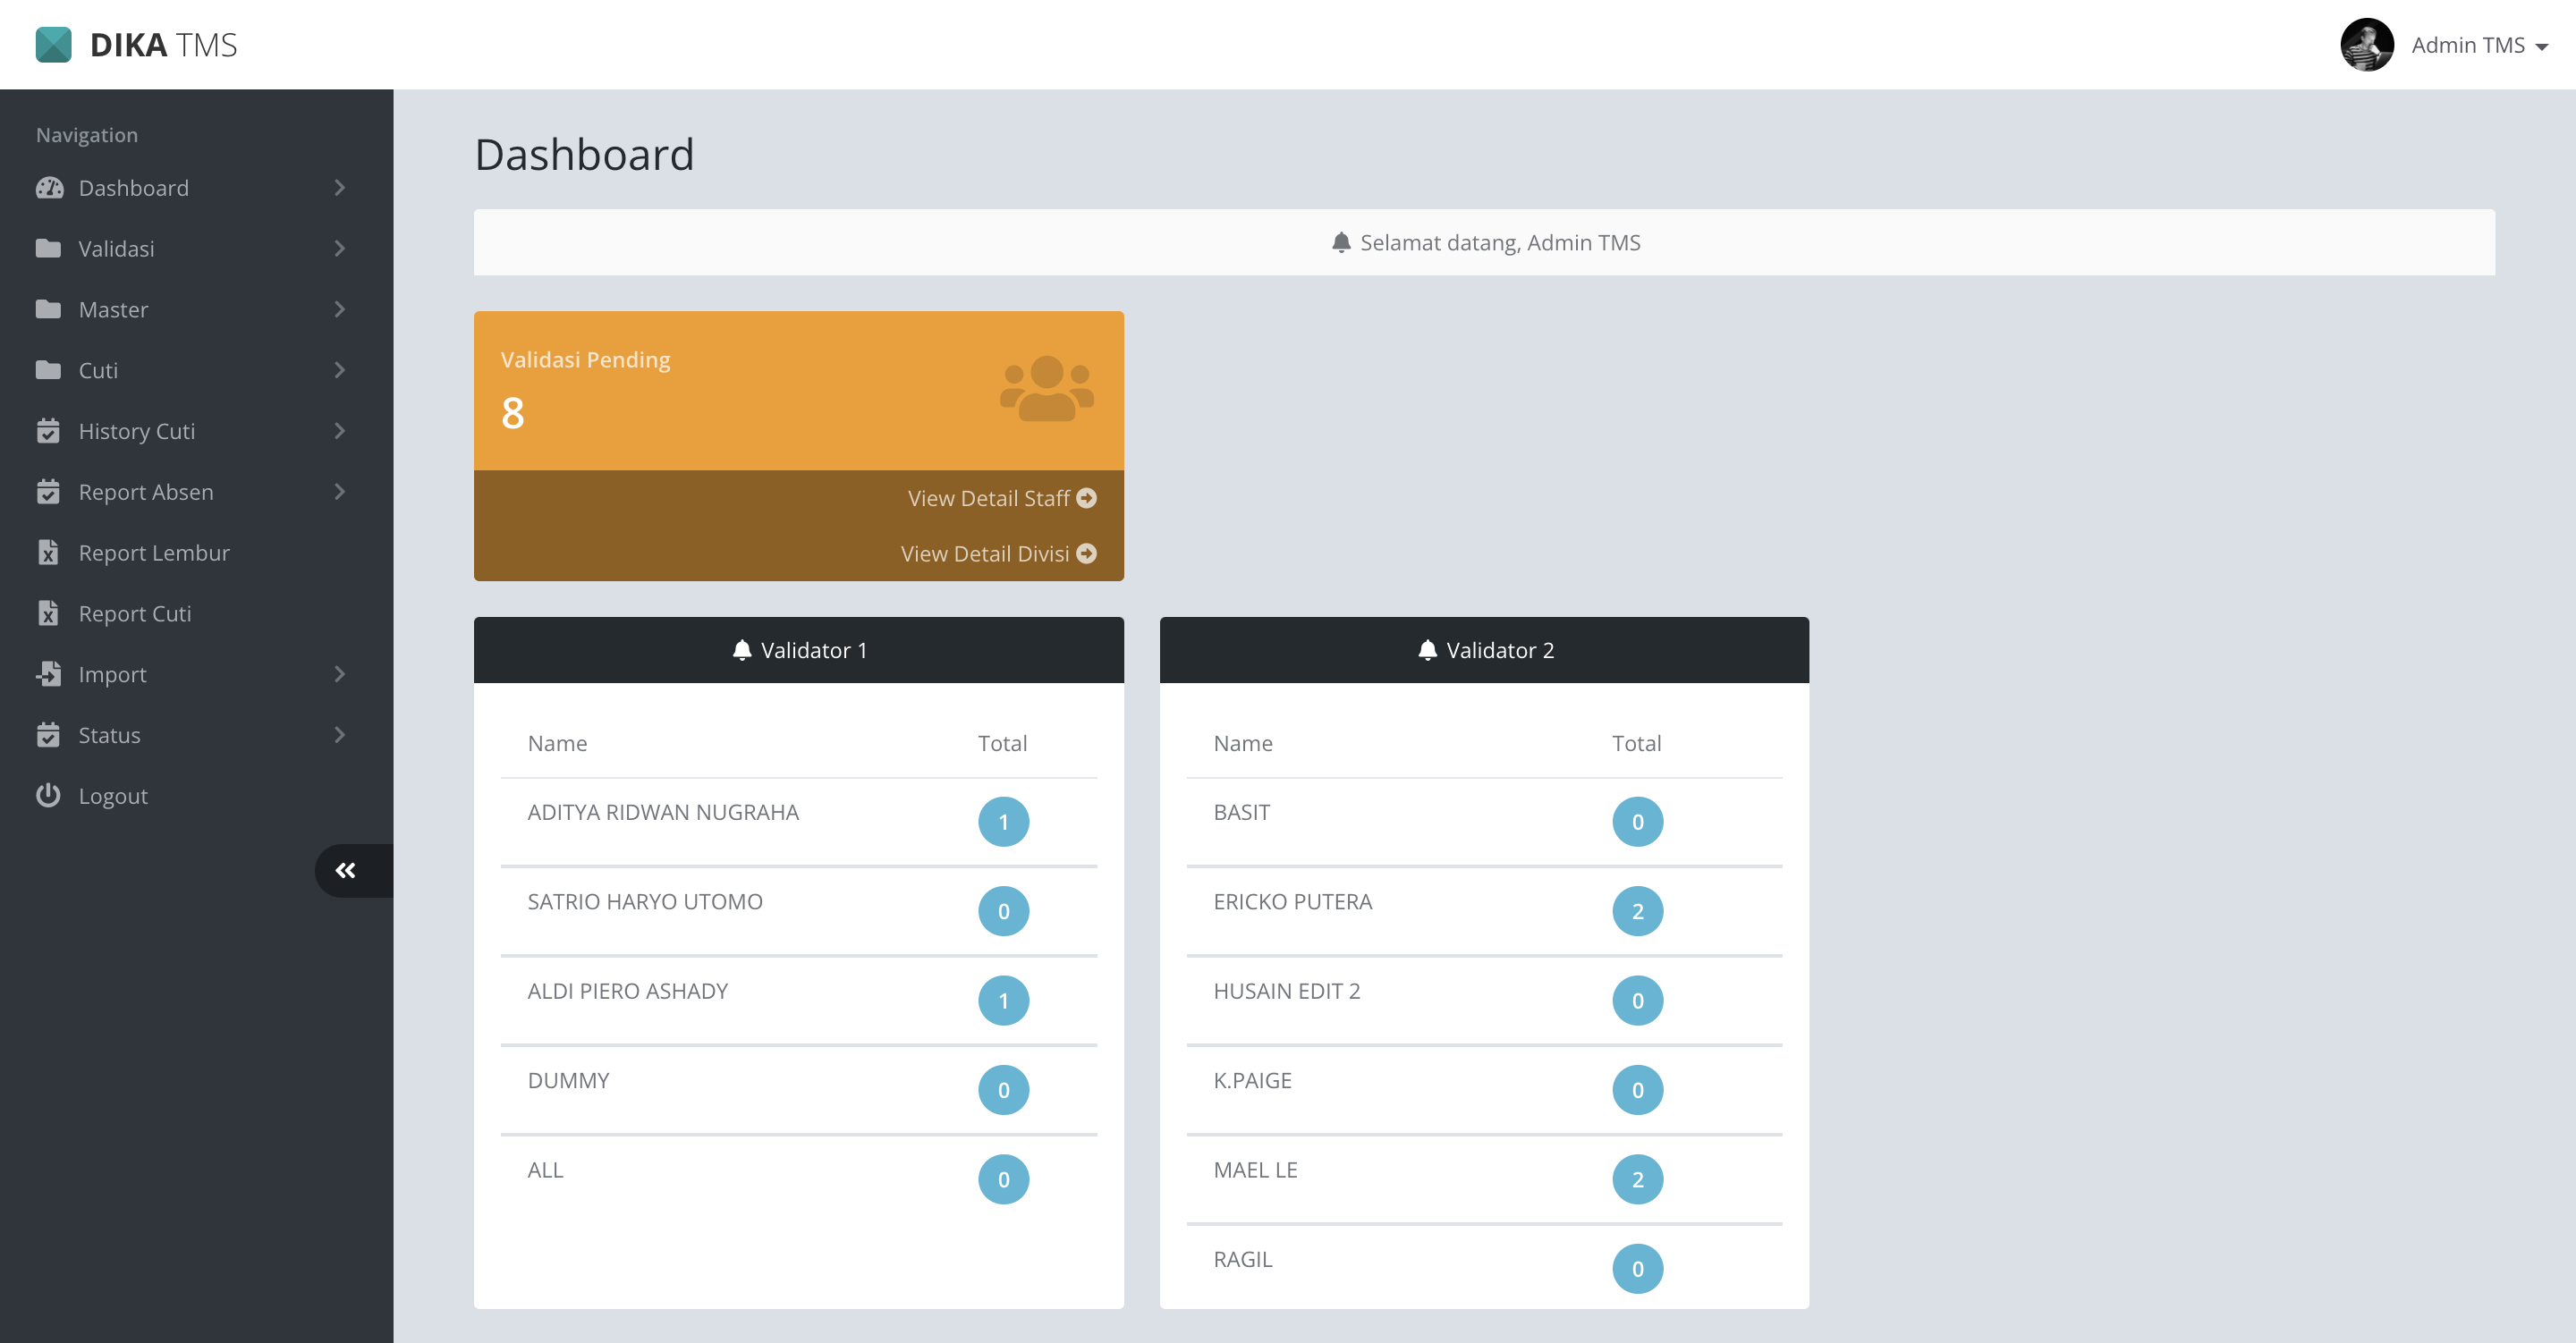 DIKA TMS
Admin TMS
Navigation
Dashboard
Validasi
Master
Cuti
History Cuti
Report Absen
Report Lembur
Report Cuti
Import
Status
Logout
Dashboard
Selamat datang, Admin TMS
Validasi Pending
8
View Detail Staff
View Detail Divisi
Validator 1
Name Total
ADITYA RIDWAN NUGRAHA 1
SATRIO HARYO UTOMO 0
ALDI PIERO ASHADY 1
DUMMY 0
ALL 0
Validator 2
Name Total
BASIT 0
ERICKO PUTERA 2
HUSAIN EDIT 2 0
K.PAIGE 0
MAEL LE 2
RAGIL 0